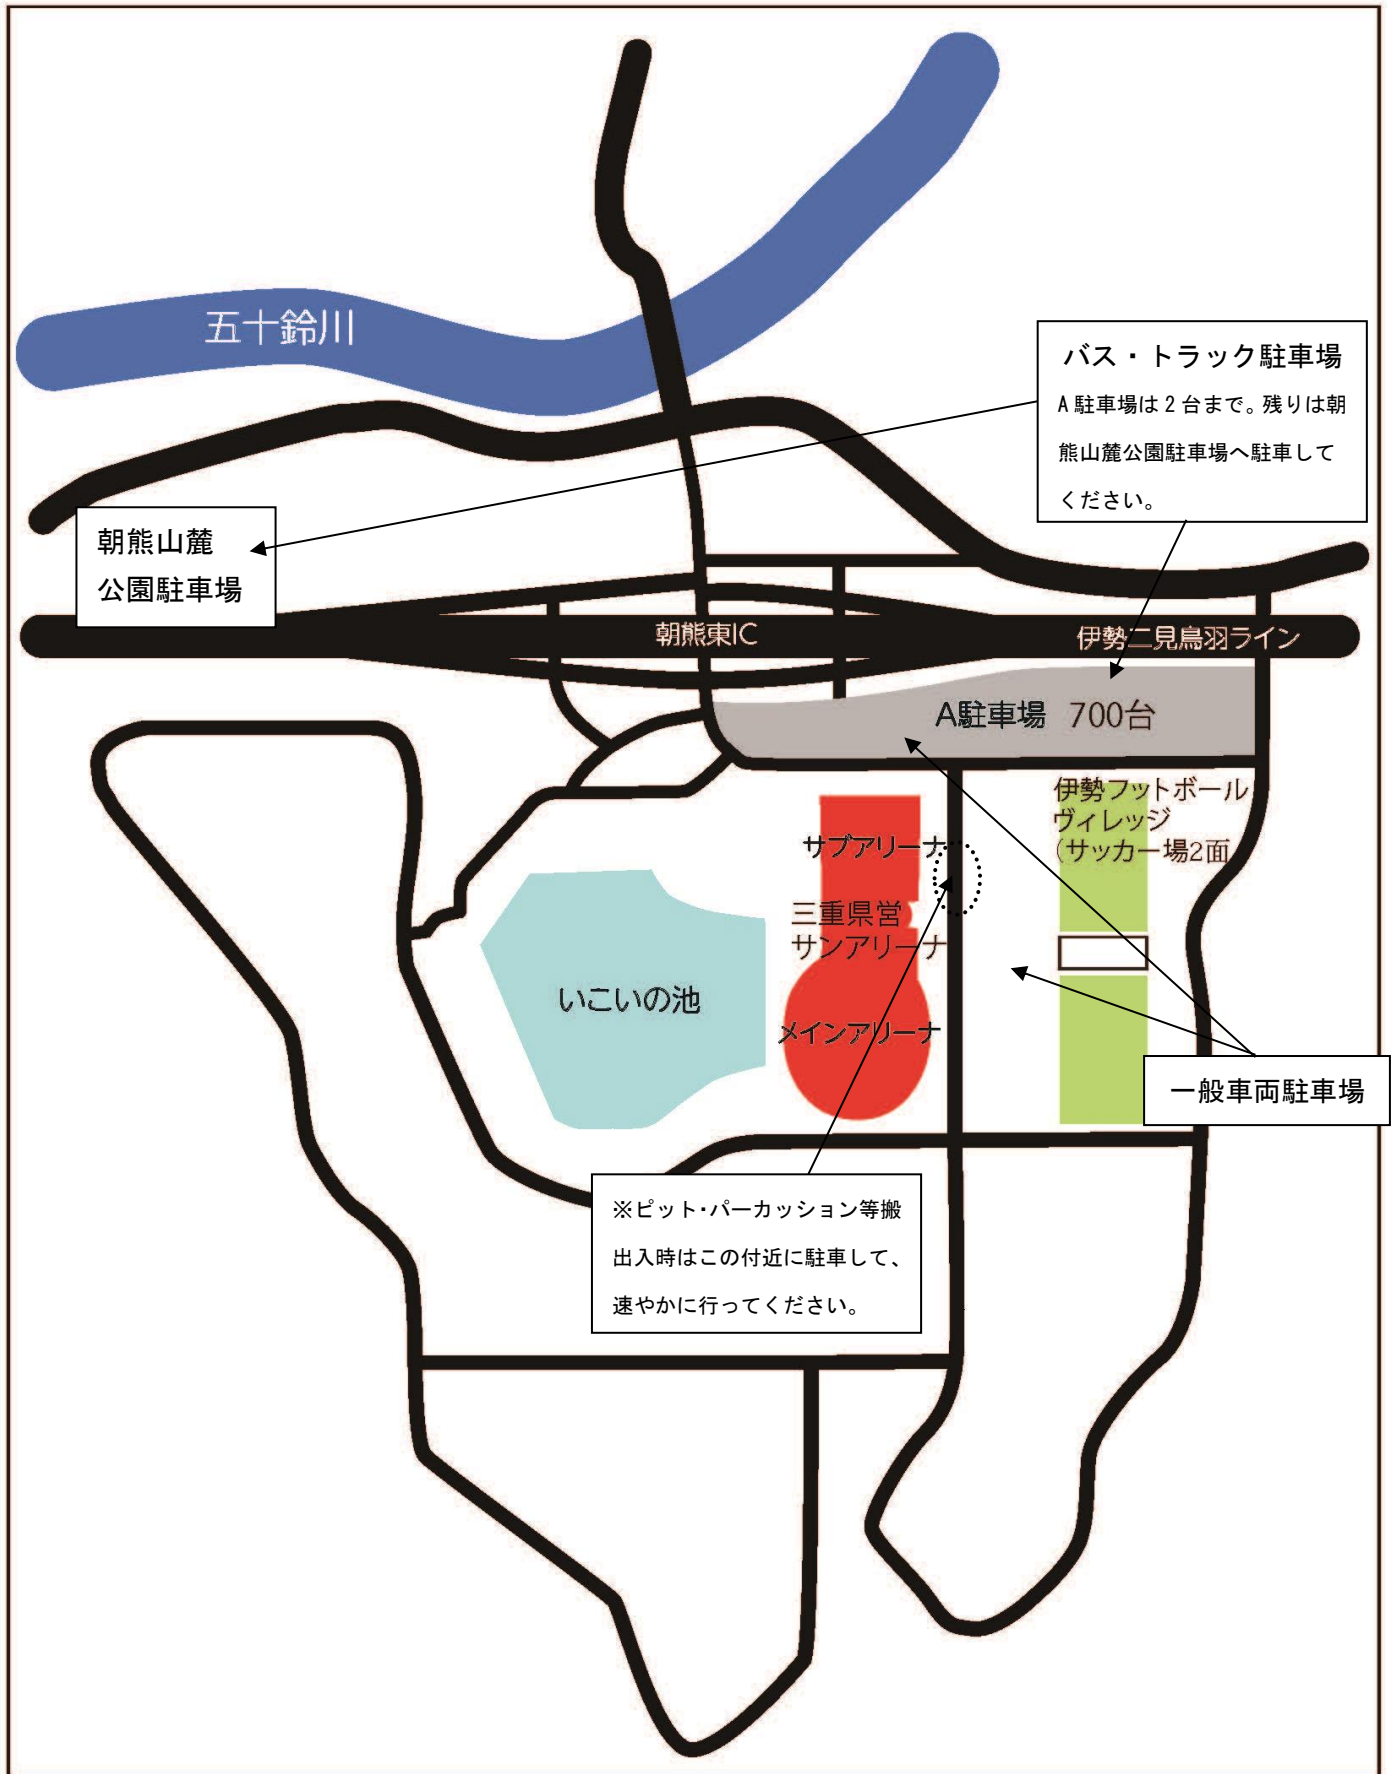 五十鈴川
バス・トラック駐車場
A駐車場は2台まで。残りは朝
熊山麓公園駐車場へ駐車して
ください。
朝熊山麓
公園駐車場
朝熊東IC
伊勢二見鳥羽ライン
A駐車場 700台
伊勢フットボール
ヴィレッジ
(サッカー場2面
サブアリーナ
三重県営
サンアリーナ
いこいの池
メインアリーナ
一般車両駐車場
※ピット・パーカッション等搬
出入時はこの付近に駐車して、
速やかに行ってください。